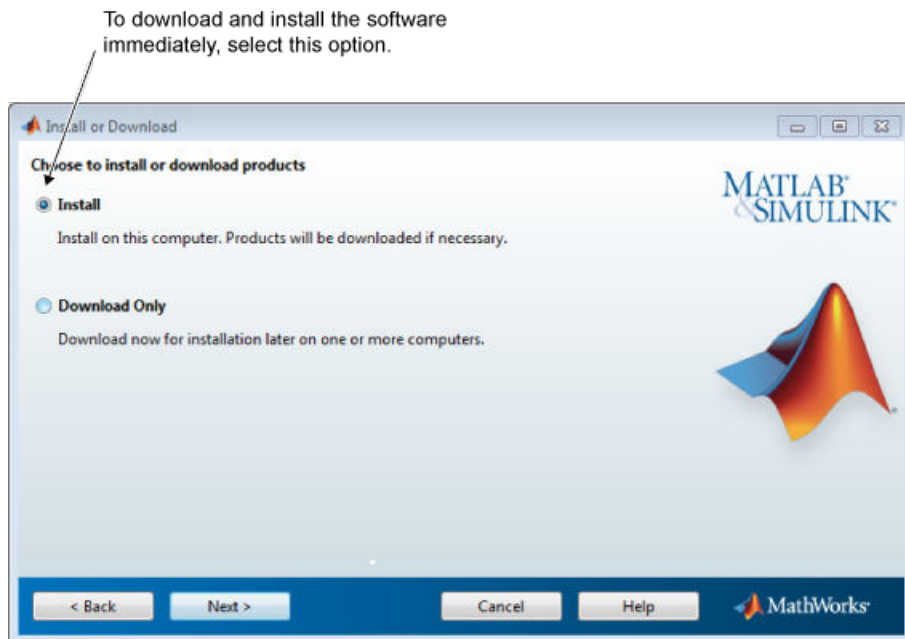 To download and install the software
immediately, select this option.
Install or Download
Choose to install or download products
MATLAB®
&SIMULINK®
Install
Install on this computer. Products will be downloaded if necessary.
Download Only
Download now for installation later on one or more computers.
< Back
Next >
Cancel
Help
MathWorks®